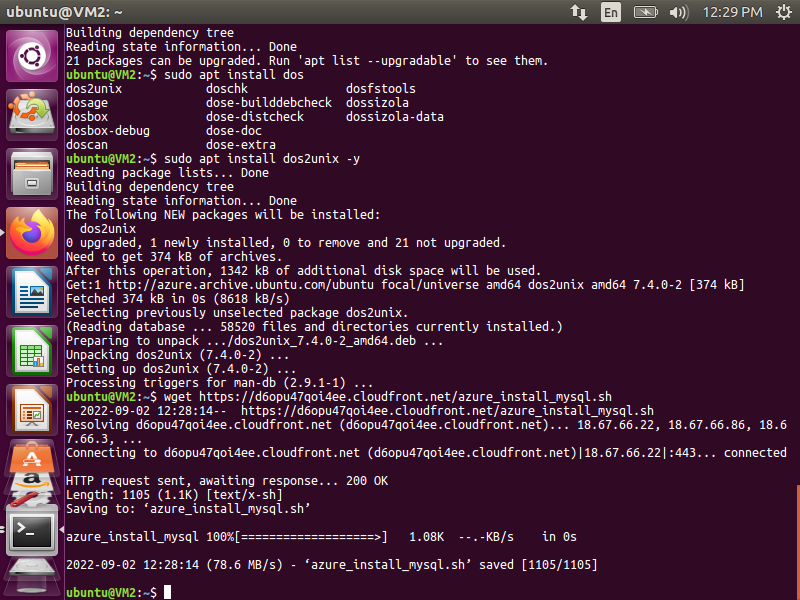 ubuntu@VM2: ~
En
12:29 PM
Building dependency tree
Reading state information... Done
21 packages can be upgraded. Run 'apt list --upgradable' to see them.
ubuntu@VM2:~$ sudo apt install dos
dos2unix doschk dosfstools
dosage dose-builddebcheck dossizola
dosbox dose-distcheck dossizola-data
dosbox-debug dose-doc
doscan dose-extra
ubuntu@VM2:~$ sudo apt install dos2unix -y
Reading package lists... Done
Building dependency tree
Reading state information... Done
The following NEW packages will be installed:
dos2unix
0 upgraded, 1 newly installed, 0 to remove and 21 not upgraded.
Need to get 374 kB of archives.
After this operation, 1342 kB of additional disk space will be used.
Get:1 http://azure.archive.ubuntu.com/ubuntu focal/universe amd64 dos2unix amd64 7.4.0-2 [374 kB]
Fetched 374 kB in 0s (8618 kB/s)
Selecting previously unselected package dos2unix.
(Reading database ... 58520 files and directories currently installed.)
Preparing to unpack .../dos2unix_7.4.0-2_amd64.deb ...
Unpacking dos2unix (7.4.0-2) ...
Setting up dos2unix (7.4.0-2) ...
Processing triggers for man-db (2.9.1-1) ...
ubuntu@VM2:~$ wget https://d6opu47qoi4ee.cloudfront.net/azure_install_mysql.sh
--2022-09-02 12:28:14-- https://d6opu47qoi4ee.cloudfront.net/azure_install_mysql.sh
Resolving d6opu47qoi4ee.cloudfront.net (d6opu47qoi4ee.cloudfront.net)... 18.67.66.22, 18.67.66.86, 18.6
7.66.3, ...
Connecting to d6opu47qoi4ee.cloudfront.net (d6opu47qoi4ee.cloudfront.net)|18.67.66.22|:443... connected
.
HTTP request sent, awaiting response... 200 OK
Length: 1105 (1.1K) [text/x-sh]
Saving to: ‘azure_install_mysql.sh’
azure_install_mysql 100%[===================>] 1.08K --.-KB/s in 0s
2022-09-02 12:28:14 (78.6 MB/s) - ‘azure_install_mysql.sh’ saved [1105/1105]
ubuntu@VM2:~$